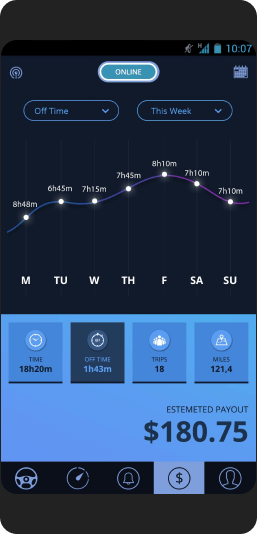 H 10:07
ONLINE
Off Time This Week
8h10m
7h45m 7h10m
6h45m 7h15m 7h10m
8h48m
M TU W TH F SA SU
TIME OFF TIME TRIPS MILES
18h20m 1h43m 18 121,4
ESTEMETED PAYOUT
$180.75
$